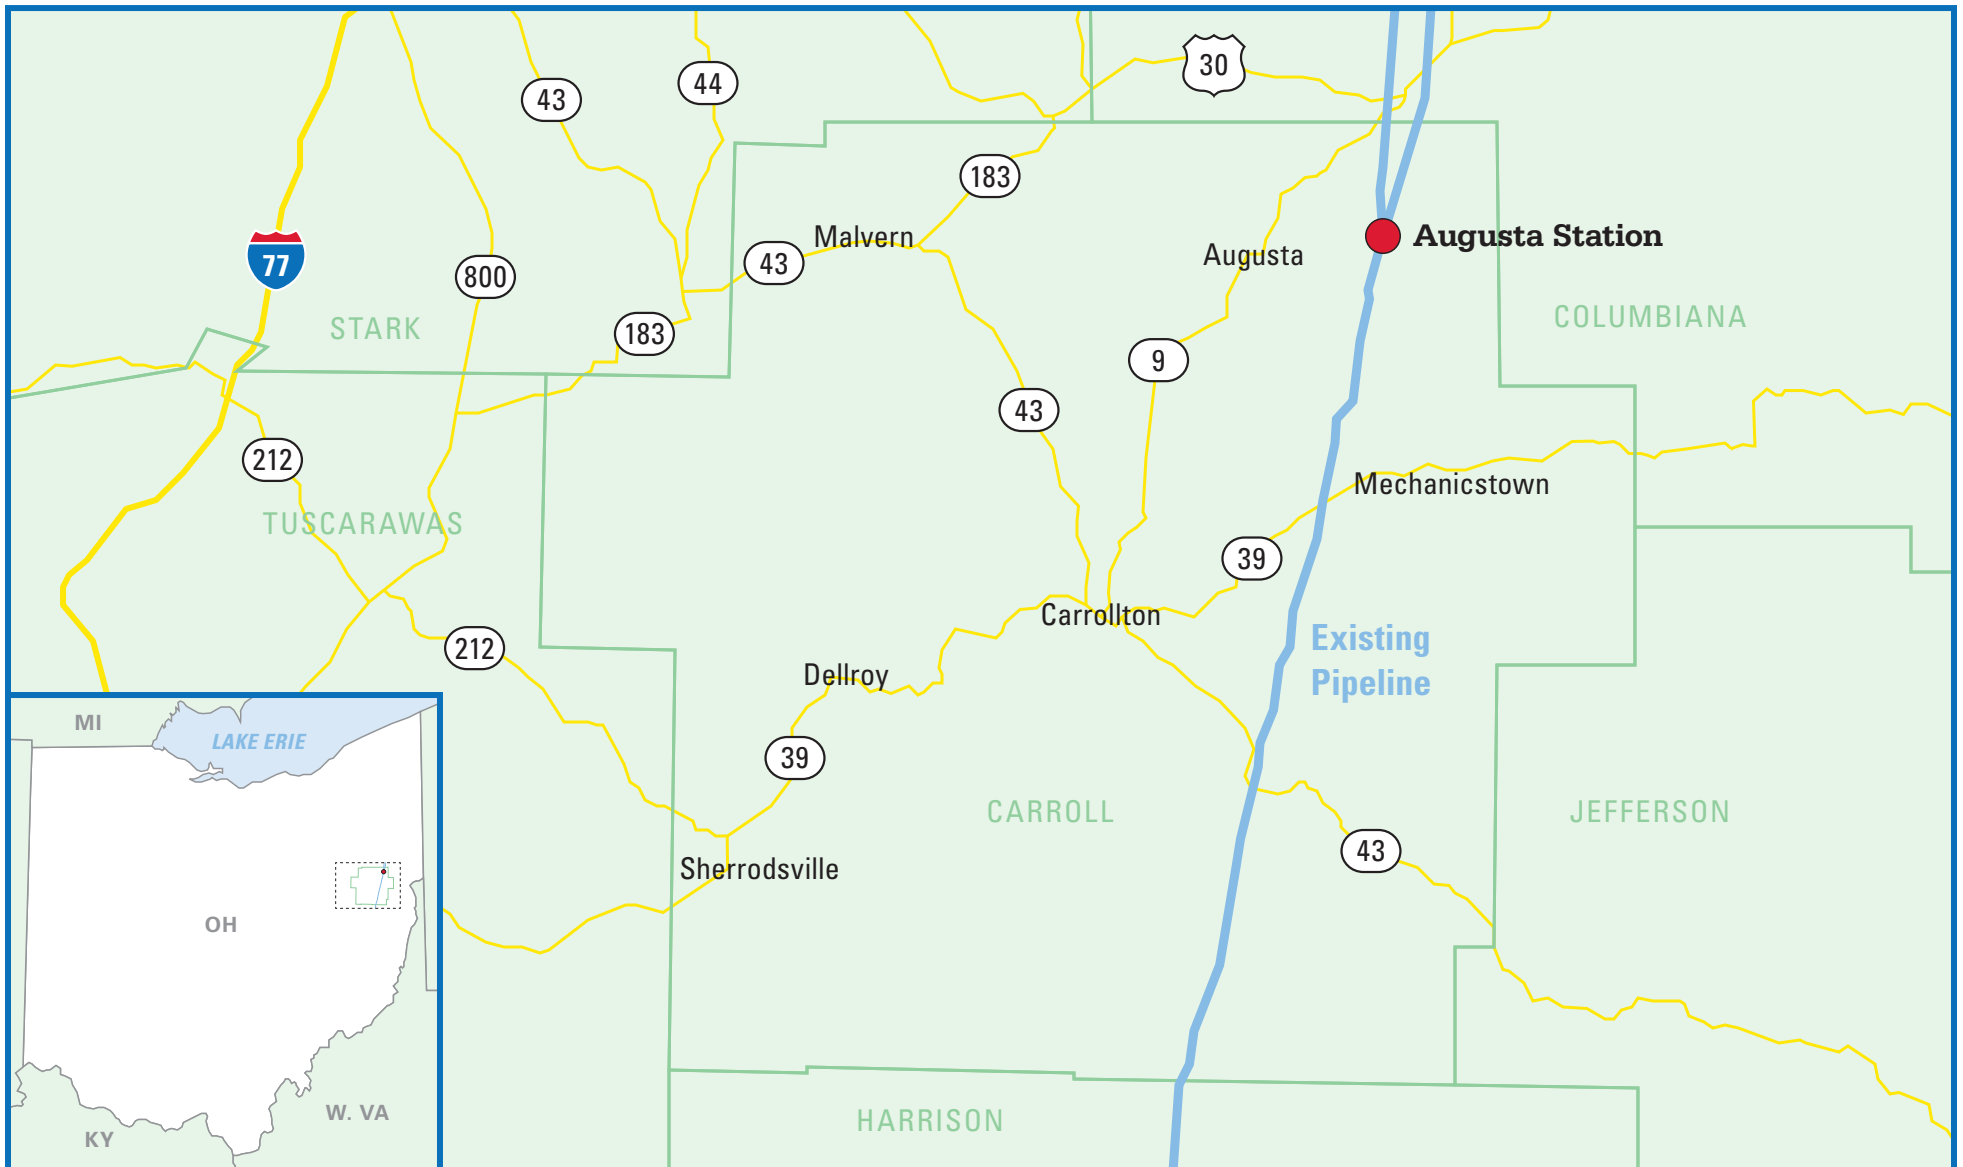 30
44
43
183
Malvern
Augusta Station
Augusta
77
43
800
COLUMBIANA
STARK
183
9
43
212
Mechanicstown
TUSCARAWAS
39
Carrollton
Existing
Pipeline
212
Dellroy
39
CARROLL
JEFFERSON
43
Sherrodsville
HARRISON
MI
LAKE ERIE
OH
W. VA
KY